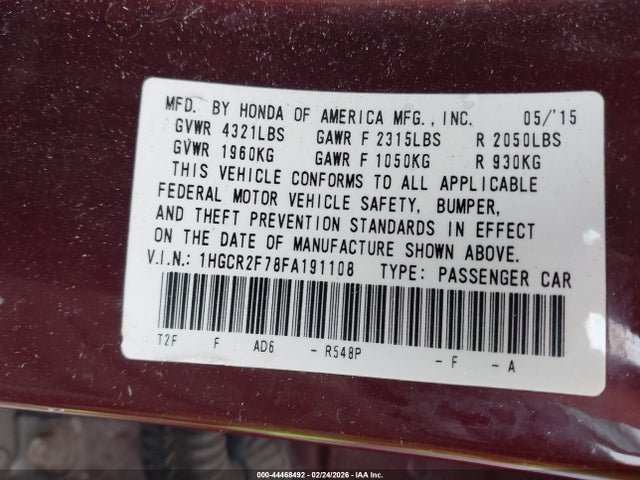 MFD. BY HONDA OF AMERICA MFG., INC. 05/'15
GVWR 4321LBS GAWR F 2315LBS R 2050LBS
GVWR 1960KG GAWR F 1050KG R 930KG
THIS VEHICLE CONFORMS TO ALL APPLICABLE
FEDERAL MOTOR VEHICLE SAFETY, BUMPER,
AND THEFT PREVENTION STANDARDS IN EFFECT
ON THE DATE OF MANUFACTURE SHOWN ABOVE.
V.I.N.: 1HGCR2F78FA191108 TYPE: PASSENGER CAR
T2F F AD6 - R548P - F - A
000-44468492 - 02/24/2026 - IAA Inc.